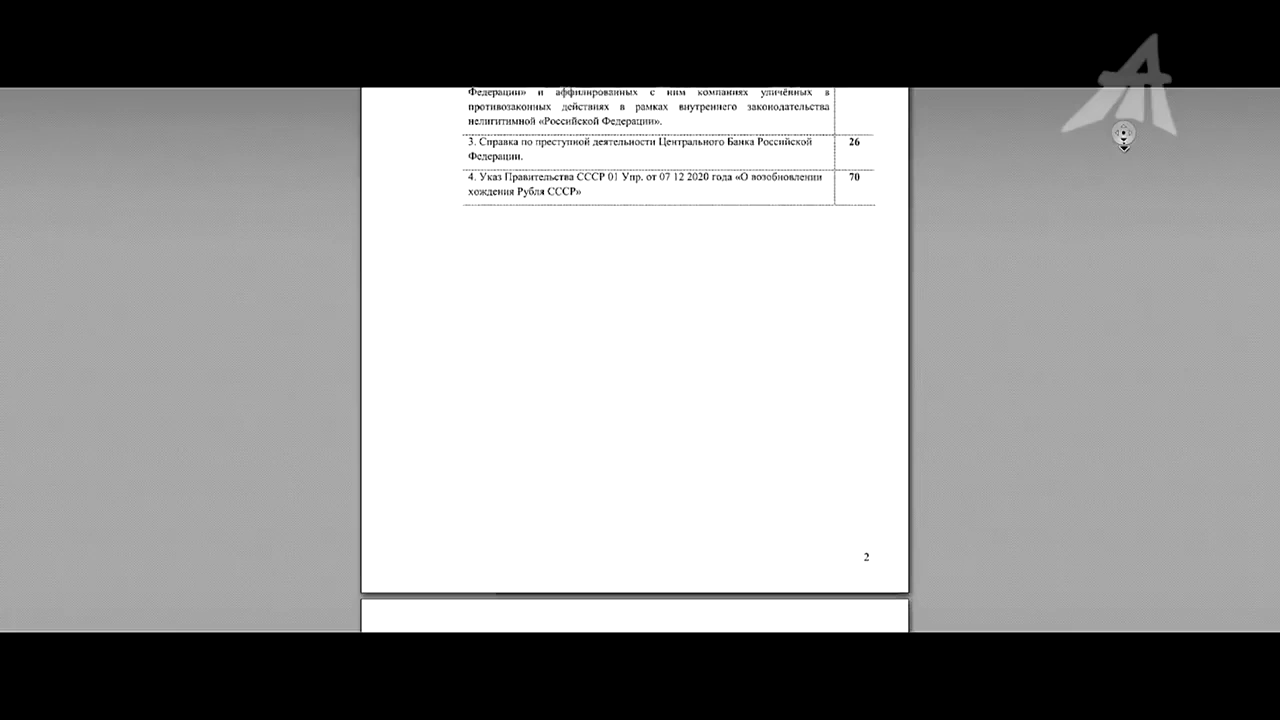 Федерации» и аффилированных с ним компаниях уличённых в
противозаконных действиях в рамках внутреннего законодательства
нелигитимной «Российской Федерации».
3. Справка по преступной деятельности Центрального Банка Российской
Федерации.
26
4. Указ Правительства СССР 01 Упр. от 07 12 2020 года «О возобновлении
хождения Рубля СССР»
70
2